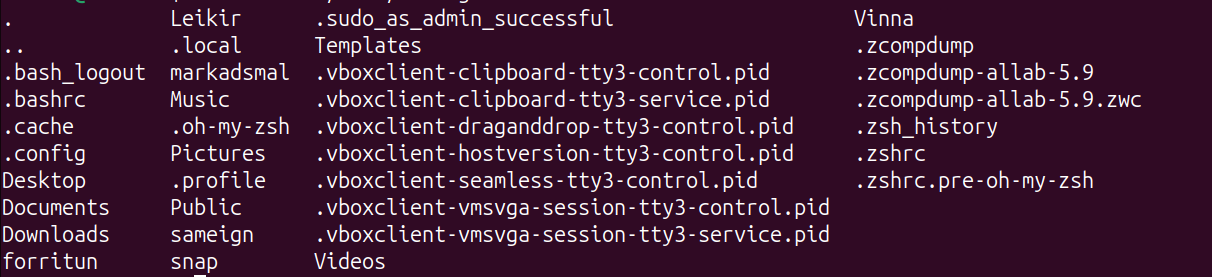 . Leikir .sudo_as_admin_successful Vinna
.. .local Templates .zcompdump
.bash_logout markadsmal .vboxclient-clipboard-tty3-control.pid .zcompdump-allab-5.9
.bashrc Music .vboxclient-clipboard-tty3-service.pid .zcompdump-allab-5.9.zwc
.cache .oh-my-zsh .vboxclient-draganddrop-tty3-control.pid .zsh_history
.config Pictures .vboxclient-hostversion-tty3-control.pid .zshrc
Desktop .profile .vboxclient-seamless-tty3-control.pid .zshrc.pre-oh-my-zsh
Documents Public .vboxclient-vmsvga-session-tty3-control.pid
Downloads sameign .vboxclient-vmsvga-session-tty3-service.pid
forritun snap Videos